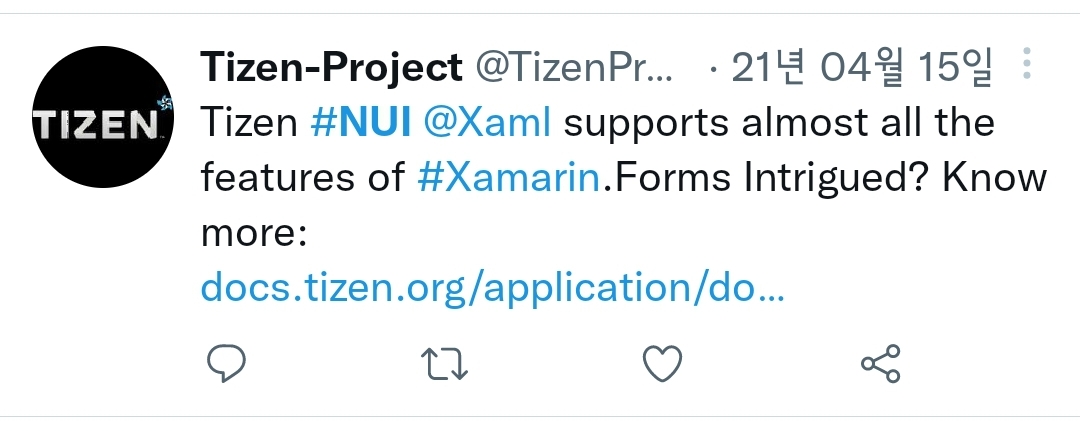 TIZEN
Tizen-Project @TizenPr... · 21년 04월 15일
Tizen #NUI @Xaml supports almost all the
features of #Xamarin.Forms Intrigued? Know
more:
docs.tizen.org/application/do...